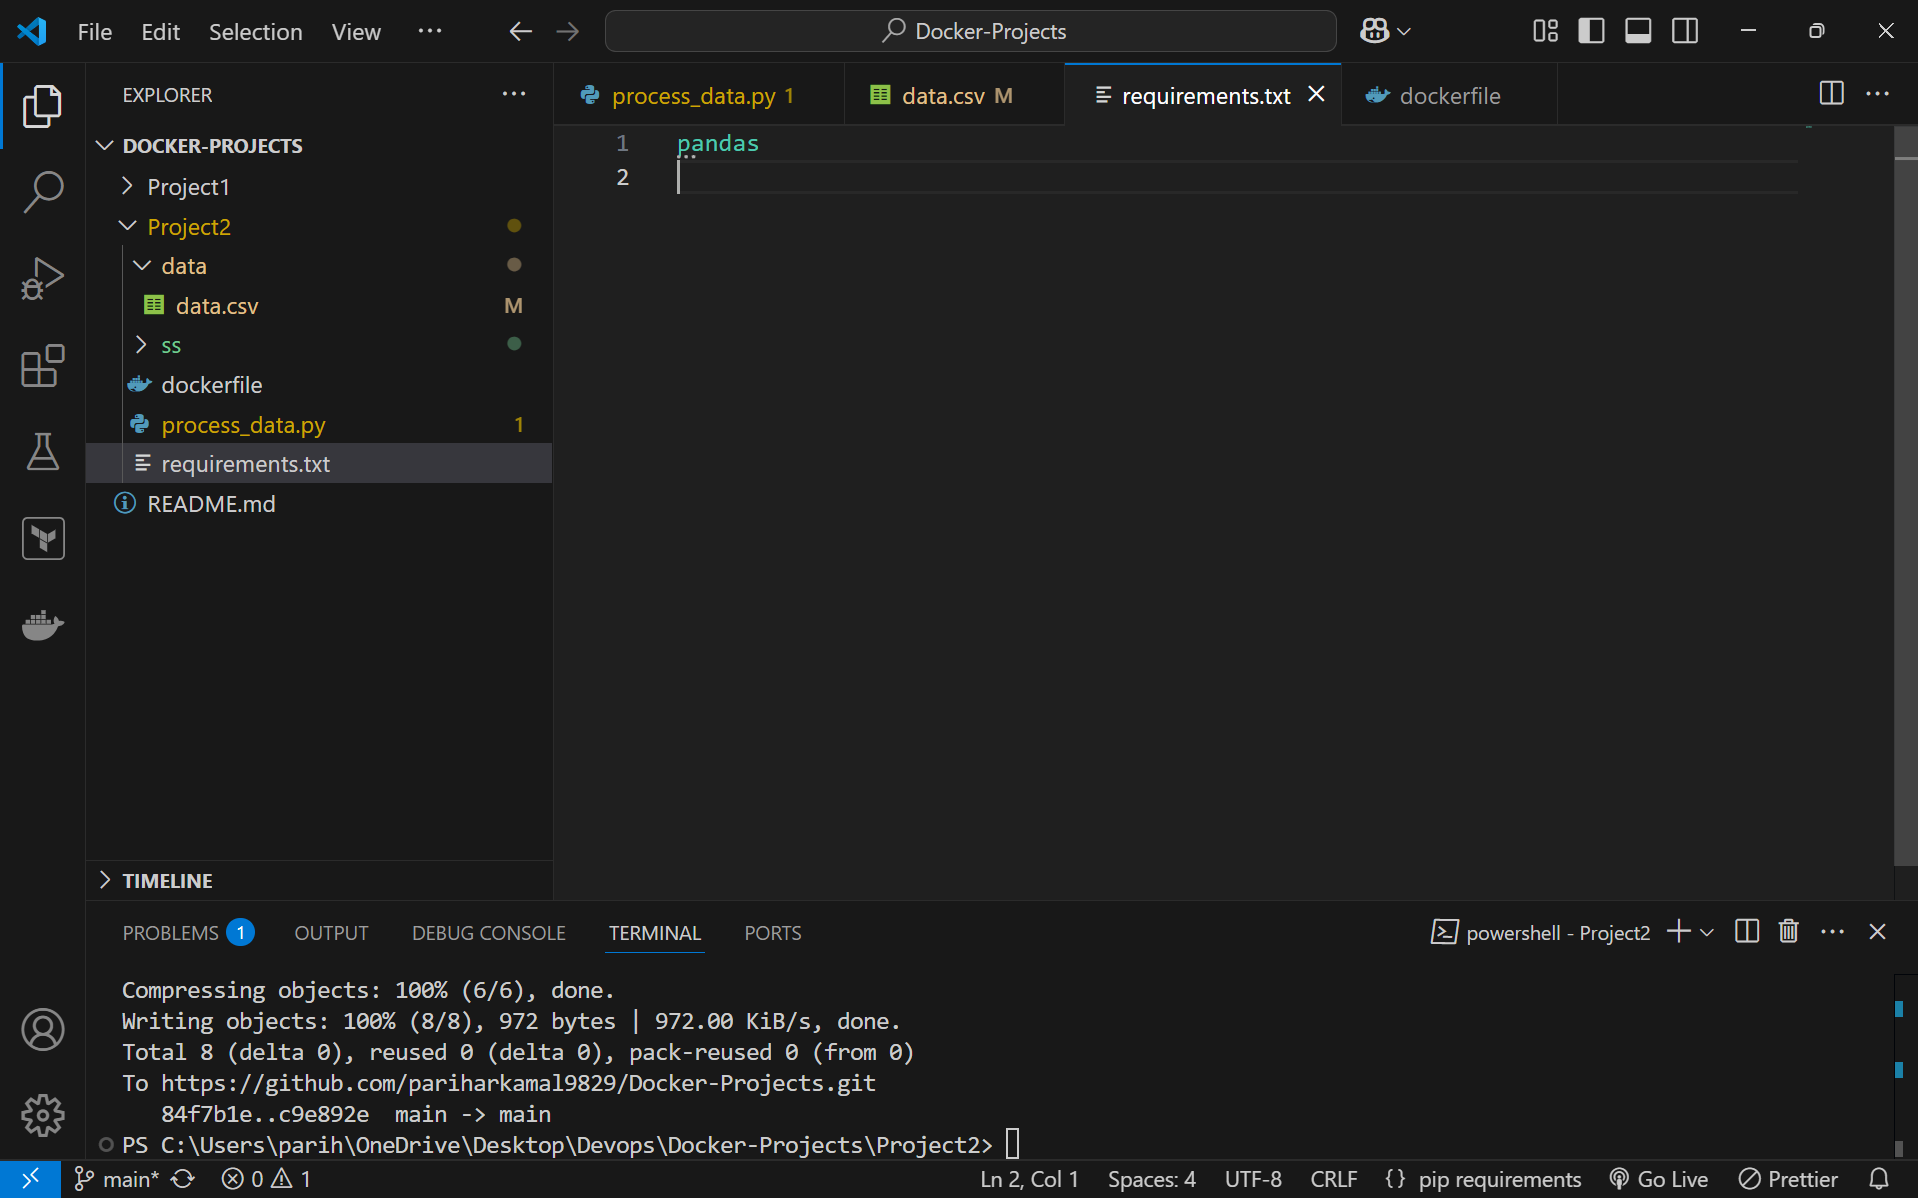 File Edit Selection View ··· Docker-Projects
EXPLORER
DOCKER-PROJECTS
Project1
Project2
data
data.csv M
ss
dockerfile
process_data.py 1
requirements.txt
README.md
TIMELINE
process_data.py 1 data.csv M requirements.txt dockerfile
1 pandas
2
PROBLEMS 1 OUTPUT DEBUG CONSOLE TERMINAL PORTS powershell - Project2
Compressing objects: 100% (6/6), done.
Writing objects: 100% (8/8), 972 bytes | 972.00 KiB/s, done.
Total 8 (delta 0), reused 0 (delta 0), pack-reused 0 (from 0)
To https://github.com/pariharkamal9829/Docker-Projects.git
84f7b1e..c9e892e main -> main
PS C:\Users\parih\OneDrive\Desktop\Devops\Docker-Projects\Project2>
main* 0 1 Ln 2, Col 1 Spaces: 4 UTF-8 CRLF {} pip requirements Go Live Prettier